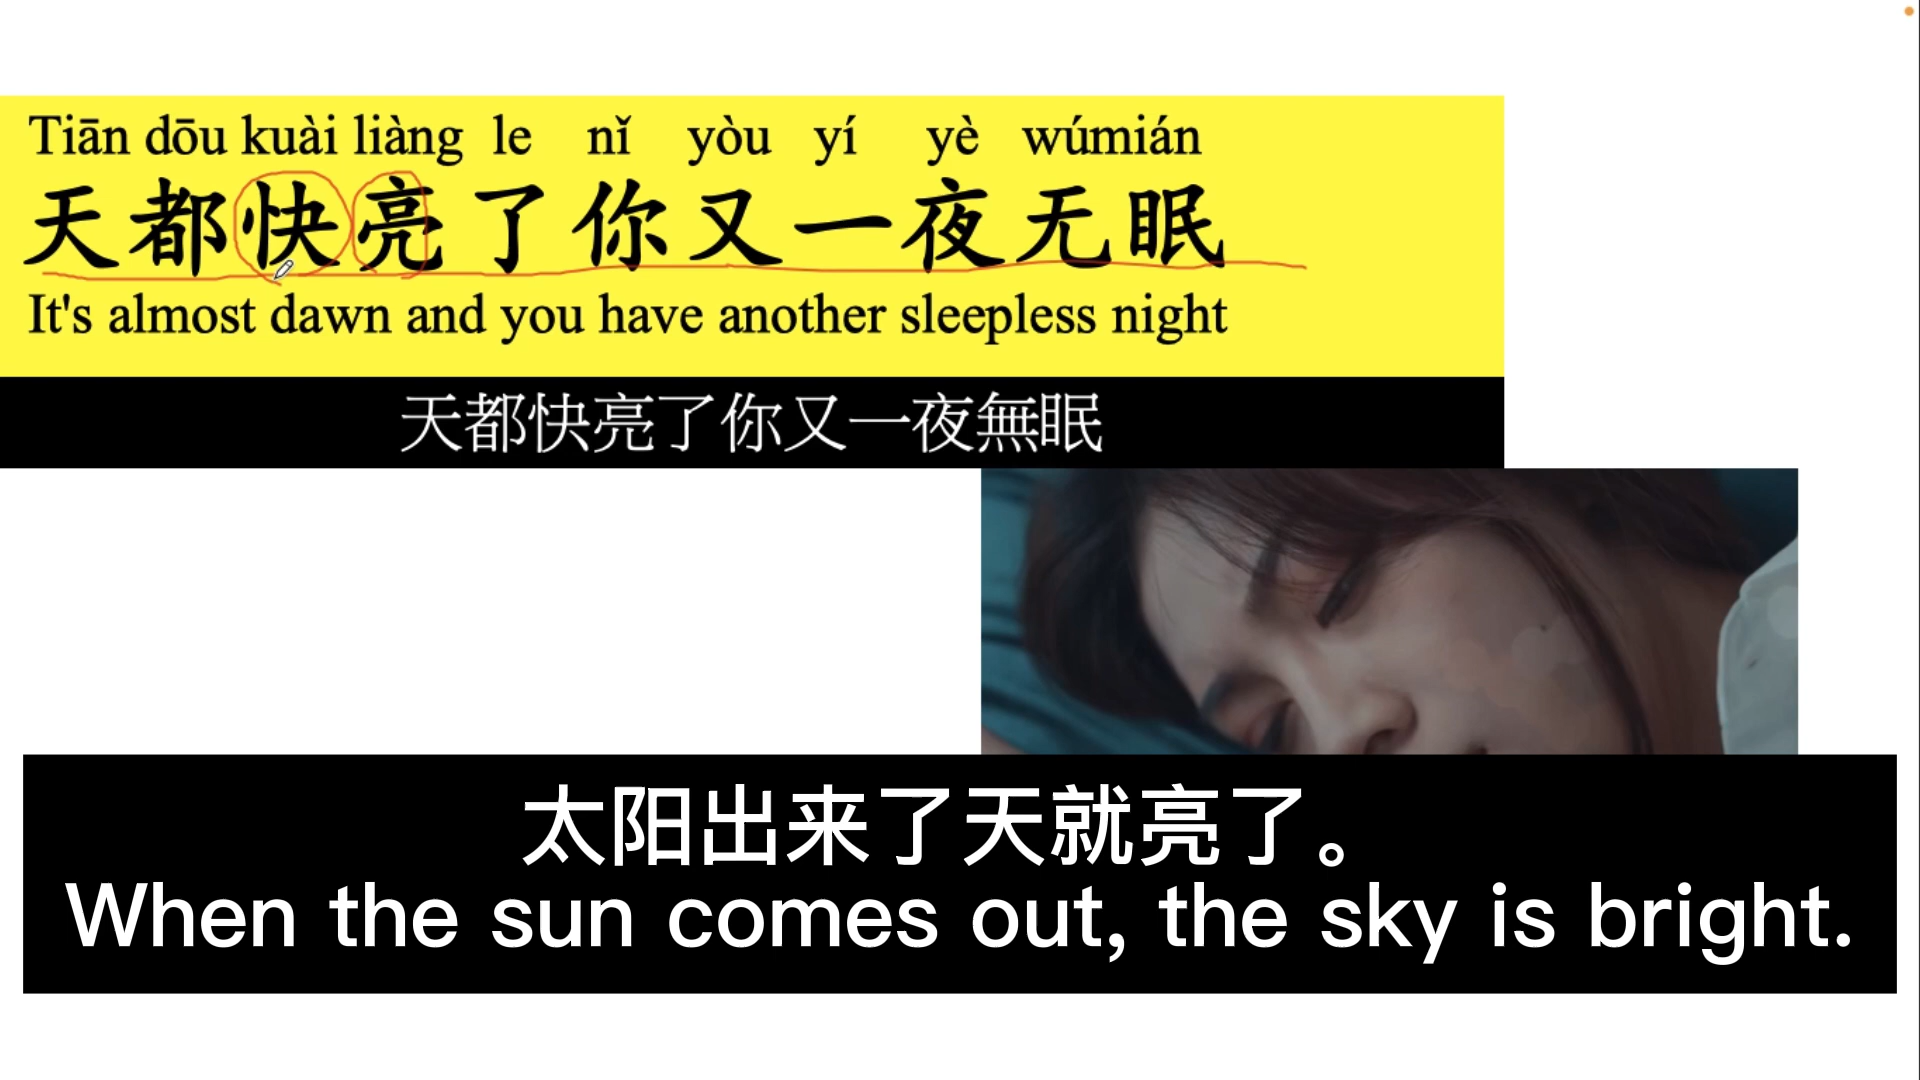 Tiān dōu kuài liàng le nǐ yòu yí yè wúmián
天都快亮了你又一夜无眠
It's almost dawn and you have another sleepless night
天都快亮了你又一夜無眠
太阳出来了天就亮了。
When the sun comes out, the sky is bright.